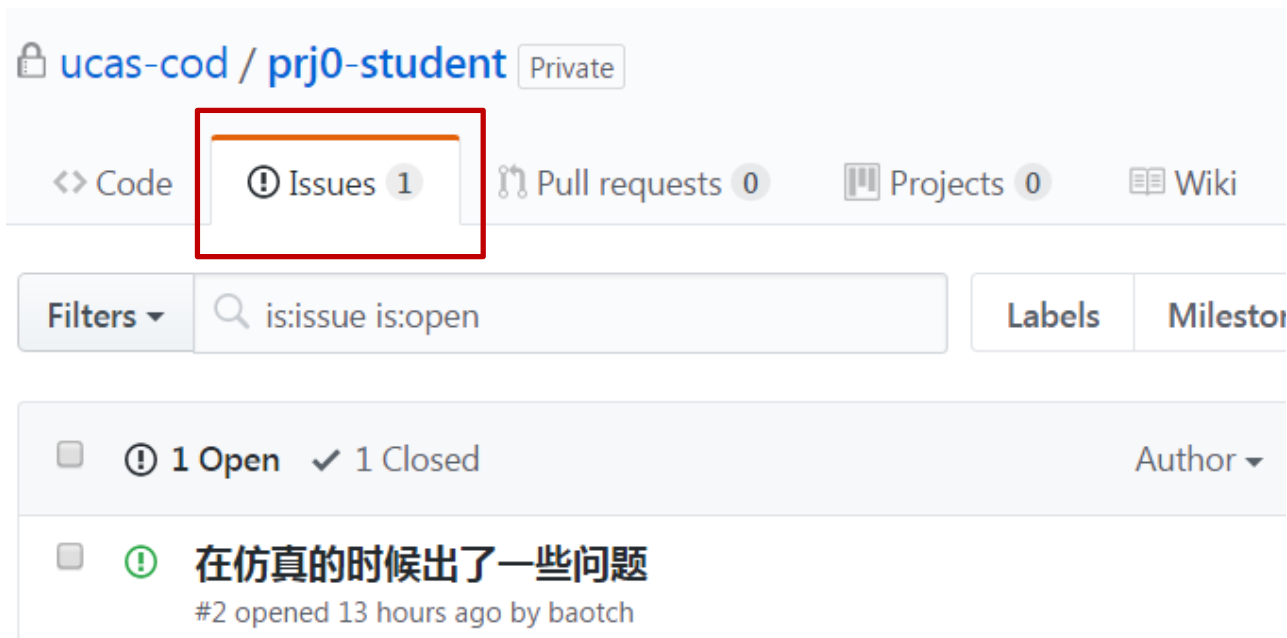 ucas-cod / prj0-student Private
Code Issues 1 Pull requests 0 Projects 0 Wiki
Filters is:issue is:open Labels Mileston
1 Open 1 Closed Author
在仿真的时候出了一些问题
#2 opened 13 hours ago by baotch